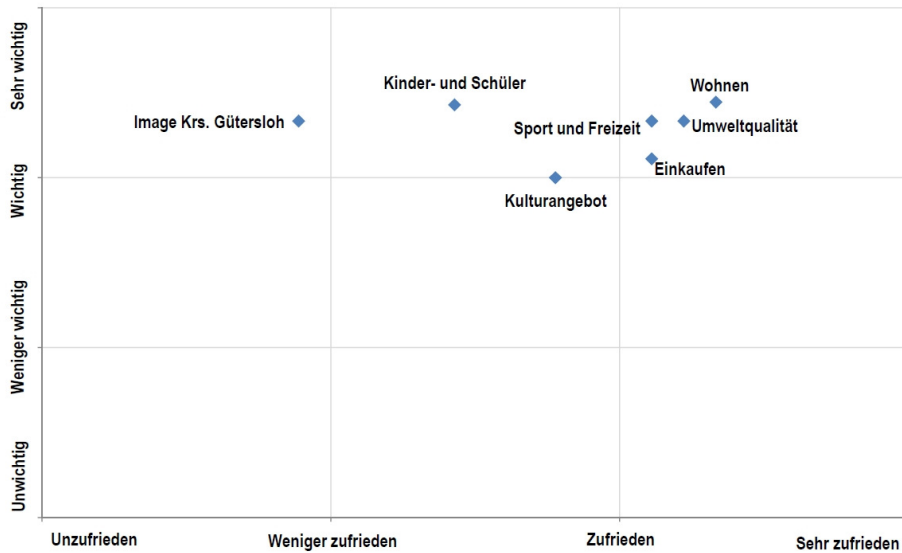 Sehr wichtig
Wichtig
Weniger wichtig
Unwichtig
Kinder- und Schüler
Wohnen
Image Krs. Gütersloh
Sport und Freizeit
Umweltqualität
Einkaufen
Kulturangebot
Unzufrieden
Weniger zufrieden
Zufrieden
Sehr zufrieden